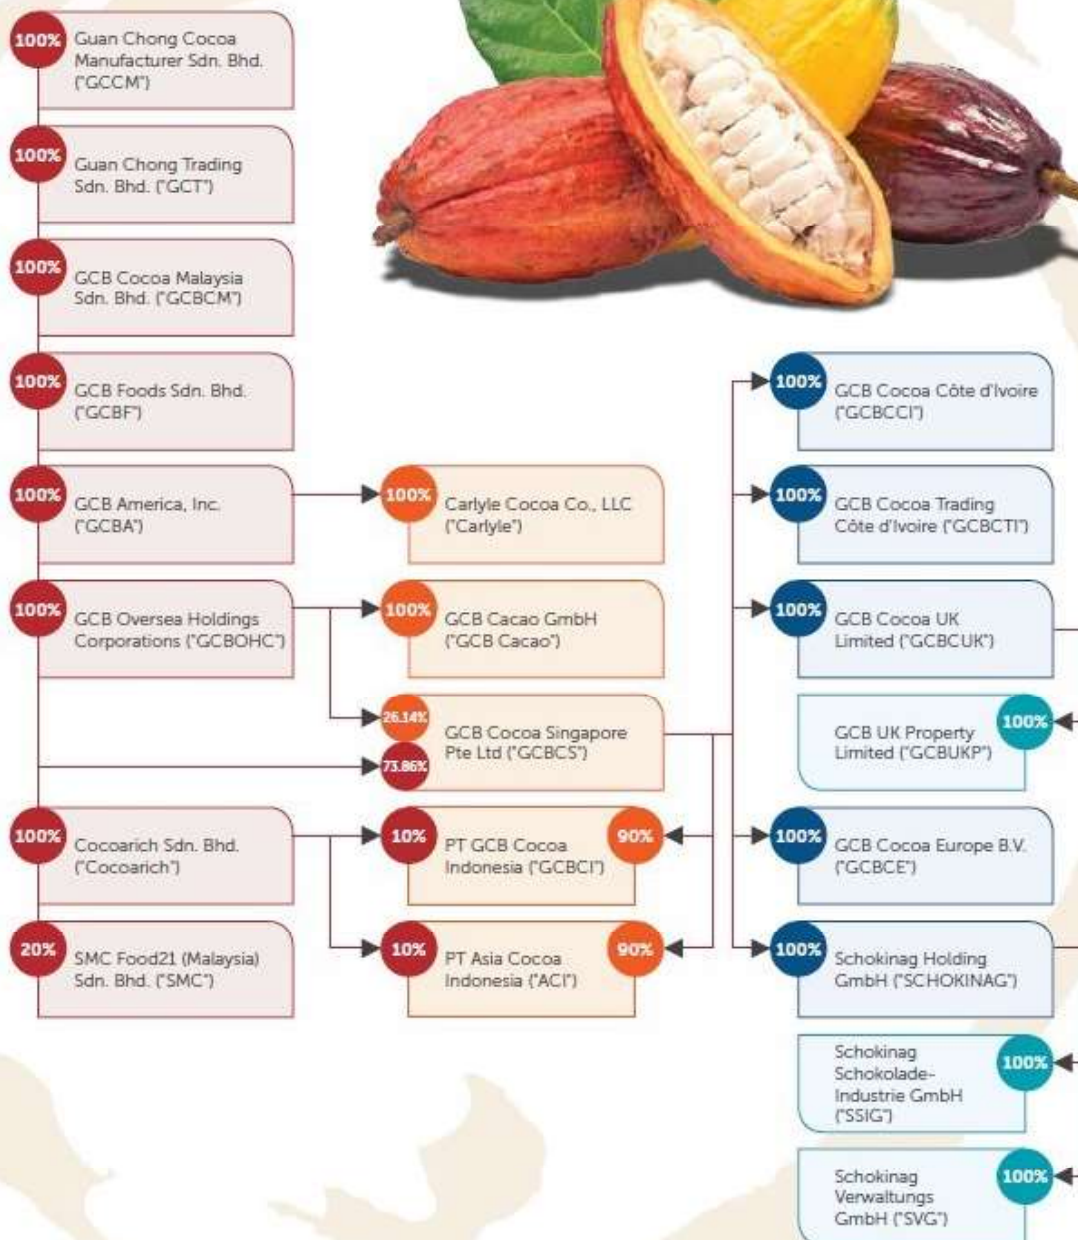 100%
Guan Chong Cocoa
Manufacturer Sdn. Bhd.
("GCCM")
100%
Guan Chong Trading
Sdn. Bhd. ("GCT")
100%
GCB Cocoa Malaysia
Sdn. Bhd. ("GCBCM")
100%
GCB Foods Sdn. Bhd.
("GCBF")
100%
GCB America, Inc.
("GCBA")
100%
GCB Oversea Holdings
Corporations ("GCBOHC")
100%
Cocoarich Sdn. Bhd.
("Cocoarich")
20%
SMC Food21 (Malaysia)
Sdn. Bhd. ("SMC")
100%
Carlyle Cocoa Co., LLC
("Carlyle")
100%
GCB Cacao GmbH
("GCB Cacao")
26.14%
73.86%
GCB Cocoa Singapore
Pte Ltd ("GCBCS")
10%
PT GCB Cocoa
Indonesia ("GCBCI")
90%
10%
PT Asia Cocoa
Indonesia ("ACI")
90%
100%
GCB Cocoa Côte d'Ivoire
("GCBCCI")
100%
GCB Cocoa Trading
Côte d'Ivoire ("GCBCTI")
100%
GCB Cocoa UK
Limited ("GCBCUK")
GCB UK Property
Limited ("GCBUKP")
100%
100%
GCB Cocoa Europe B.V.
("GCBCE")
100%
Schokinag Holding
GmbH ("SCHOKINAG")
Schokinag
Schokolade-
Industrie GmbH
("SSIG")
100%
Schokinag
Verwaltungs
GmbH ("SVG")
100%